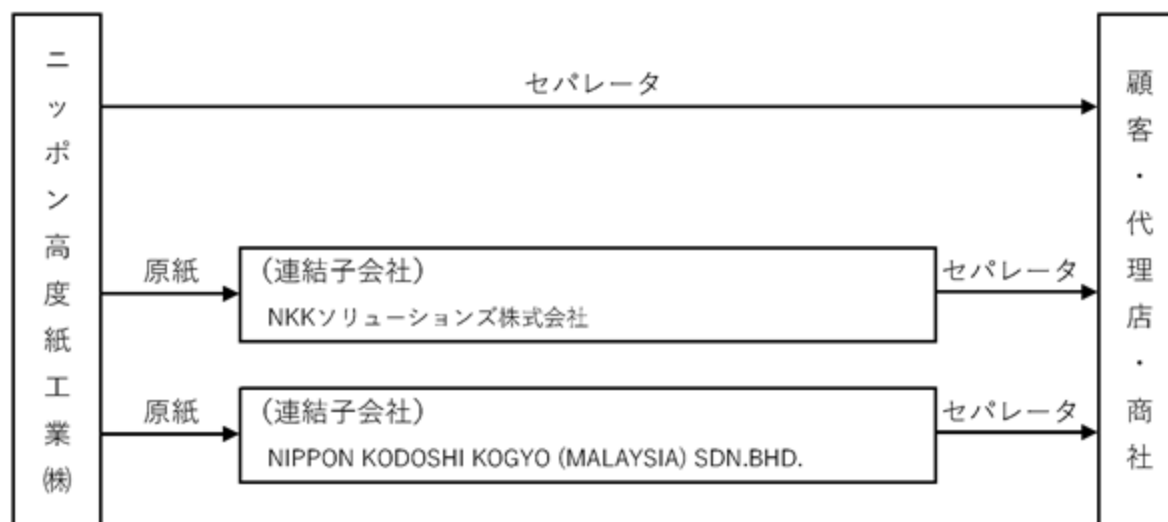 ニッポン高度紙工業㈱
セパレータ
原紙
(連結子会社)
NKKソリューションズ株式会社
セパレータ
原紙
(連結子会社)
NIPPON KODOSHI KOGYO (MALAYSIA) SDN.BHD.
セパレータ
顧客・代理店・商社